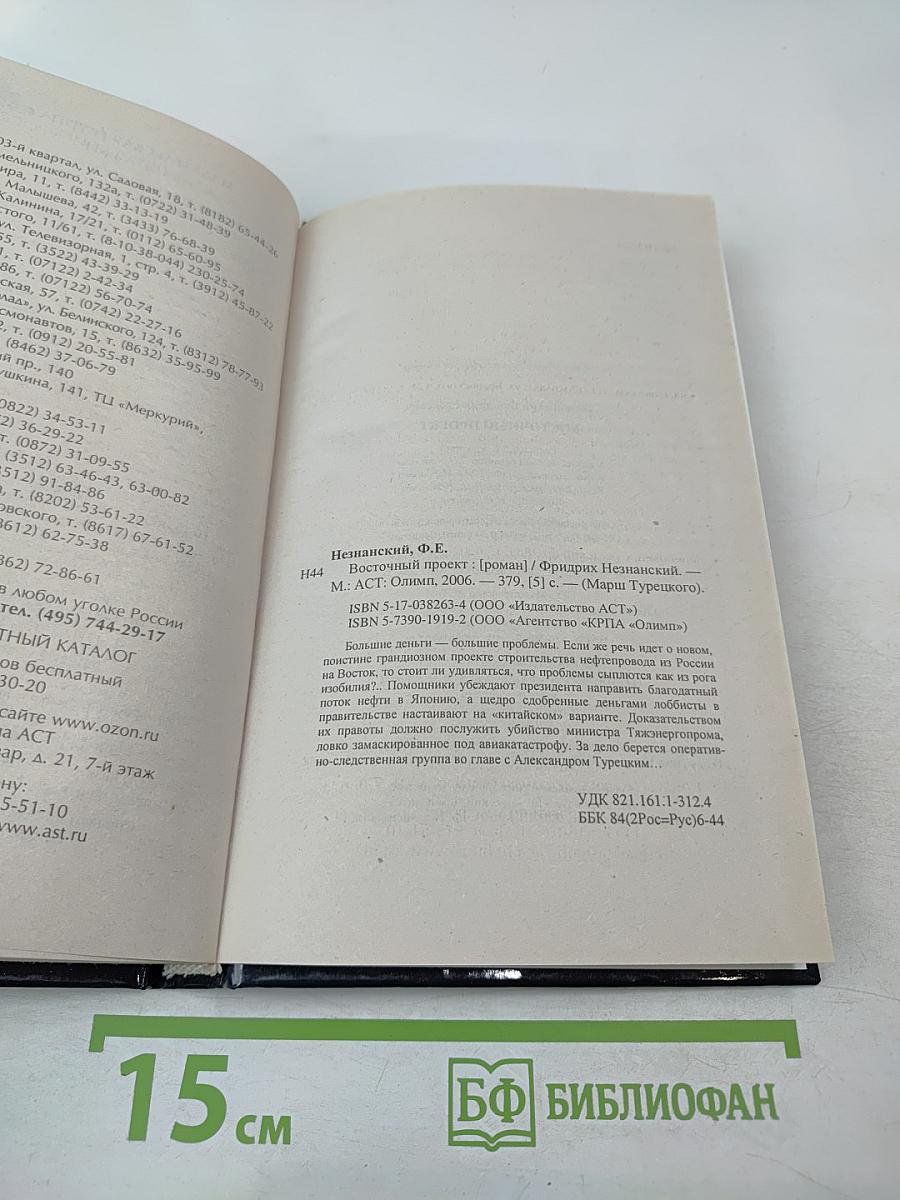 03-й квартал, ул. Садовая, 18, т. (8182) 65-44-26
мельницкого, 132а, т. (0722) 31-48-39
ира, 11, т. (8442) 33-13-19
Малышева, 42, т. (3433) 76-68-39
Калинина, 17/21, т. (0112) 65-60-95
стого, 11/61, т. (8-10-38-044) 230-25-74
ул. Телевизорная, 1, стр. 4, т. (3912) 45-87-22,
55, т. (3522) 43-39-29
1, т. (07122) 2-42-34
86, т. (07122) 56-70-74
ская, 57, т. (0742) 22-27-16
лад», ул. Белинского, 124, т. (8312) 78-77-93
смонавтов, 15, т. (8632) 35-95-99
2, т. (0912) 20-55-81
(8462) 37-06-79
ий пр., 140
ушкина, 141, ТЦ «Меркурий»,
0822) 34-53-11
2) 36-29-22
т. (0872) 31-09-55
(3512) 63-46-43, 63-00-82
3512) 91-84-86
а, т. (8202) 53-61-22
овского, т. (8617) 67-61-52
8612) 62-75-38
862) 72-86-61
в любом уголке России
тел. (495) 744-29-17
ТНЫЙ КАТАЛОГ
ов бесплатный
30-20
сайте www.ozon.ru
на АСТ
ар, д. 21, 7-й этаж
ону:
5-51-10
www.ast.ru
Незнанский, Ф.Е.
Н44 Восточный проект : [роман] / Фридрих Незнанский. —
М.: АСТ: Олимп, 2006. — 379, [5] с. — (Марш Турецкого).
ISBN 5-17-038263-4 (ООО «Издательство АСТ»)
ISBN 5-7390-1919-2 (ООО «Агентство «КРПА «Олимп»)
Большие деньги — большие проблемы. Если же речь идет о новом,
поистине грандиозном проекте строительства нефтепровода из России
на Восток, то стоит ли удивляться, что проблемы сыплются как из рога
изобилия?.. Помощники убеждают президента направить благодатный
поток нефти в Японию, а щедро сдобренные деньгами лоббисты в
правительстве настаивают на «китайском» варианте. Доказательством
их правоты должно послужить убийство министра Тяжэнергопрома,
ловко замаскированное под авиакатастрофу. За дело берется оператив-
но-следственная группа во главе с Александром Турецким…
УДК 821.161.1-312.4
ББК 84(2Рос=Рус)6-44
15 см
БФ БИБЛИОФАН